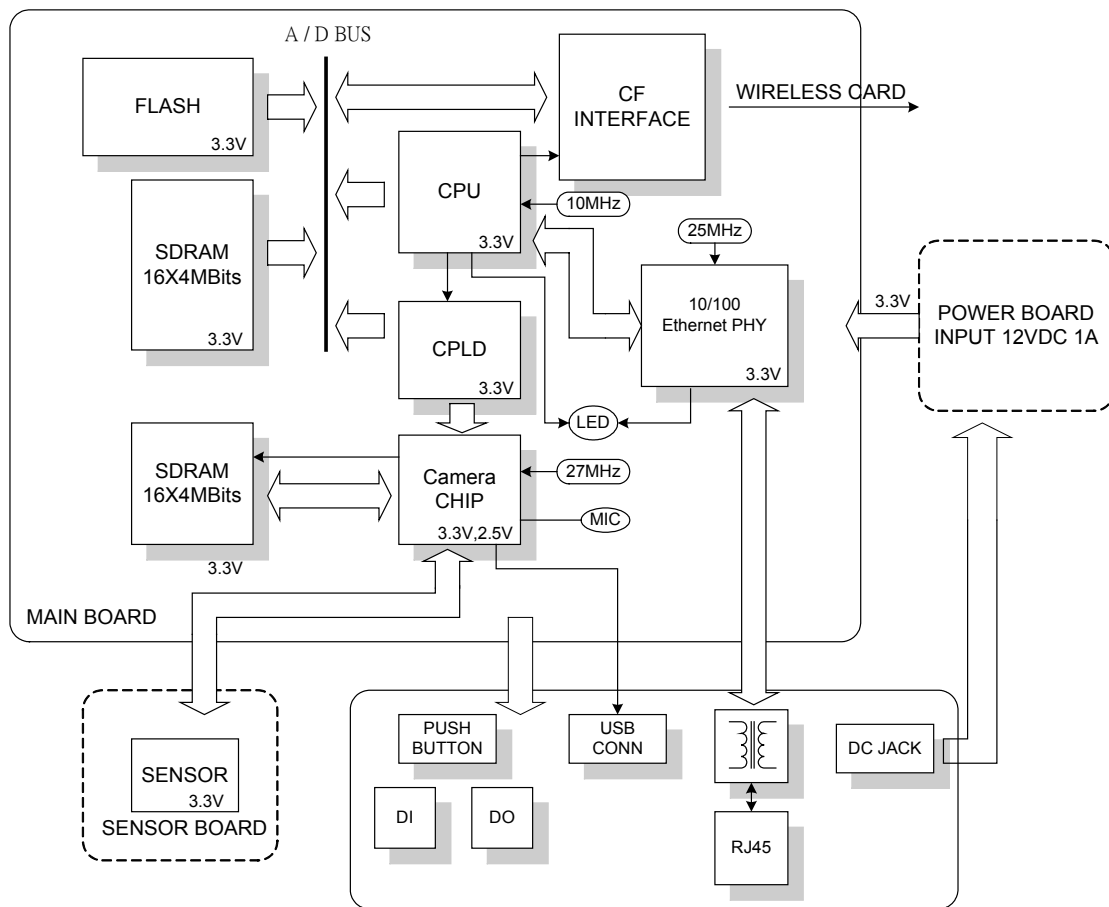 A / D BUS
FLASH
3.3V
CF
INTERFACE
WIRELESS CARD
CPU
3.3V
10MHz
SDRAM
16X4MBits
3.3V
25MHz
10/100
Ethernet PHY
3.3V
3.3V
POWER BOARD
INPUT 12VDC 1A
CPLD
3.3V
LED
SDRAM
16X4MBits
3.3V
Camera
CHIP
3.3V,2.5V
27MHz
MIC
MAIN BOARD
SENSOR
3.3V
SENSOR BOARD
PUSH
BUTTON
USB
CONN
DC JACK
DI
DO
RJ45